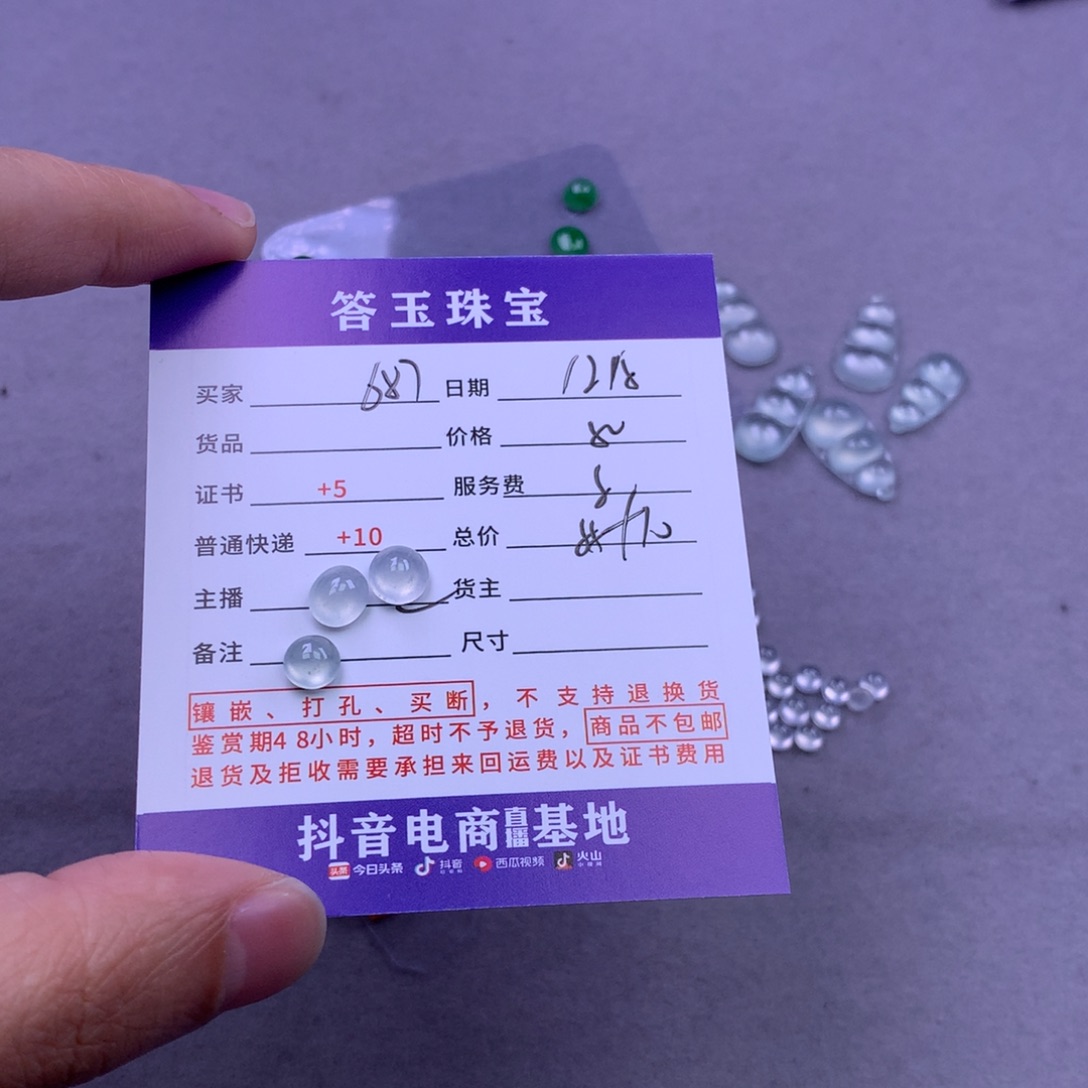 答玉珠宝
买家 687 日期 1218
货品 价格
证书 +5 服务费
普通快递 +10 总价 +10
主播 货主
备注 尺寸
镶嵌、打孔、买断，不支持退换货
鉴赏期48小时，超时不予退货，商品不包邮
退货及拒收需要承担来回运费以及证书费用
抖音电商直播基地
头条 今日头条 抖音 西瓜视频 火山